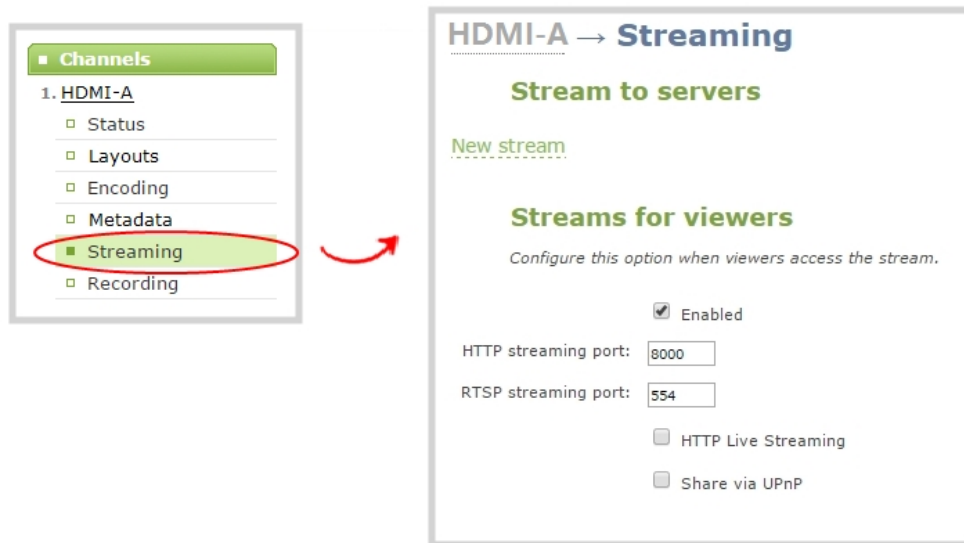 Channels
1. HDMI-A
Status
Layouts
Encoding
Metadata
Streaming
Recording
HDMI-A → Streaming
Stream to servers
New stream
Streams for viewers
Configure this option when viewers access the stream.
Enabled
HTTP streaming port: 8000
RTSP streaming port: 554
HTTP Live Streaming
Share via UPnP